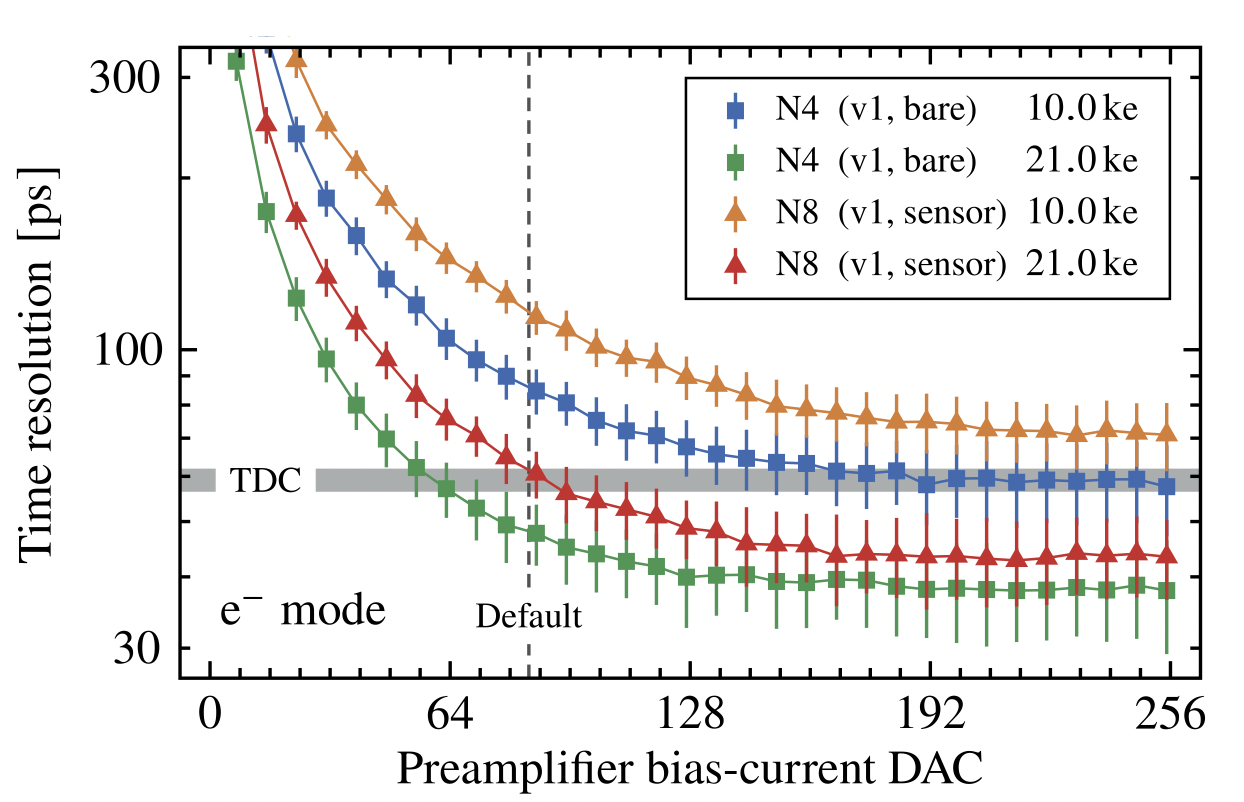 300
100
30
Time resolution [ps]
N4 (v1, bare) 10.0 ke
N4 (v1, bare) 21.0 ke
N8 (v1, sensor) 10.0 ke
N8 (v1, sensor) 21.0 ke
TDC
e⁻ mode
Default
0 64 128 192 256
Preamplifier bias-current DAC